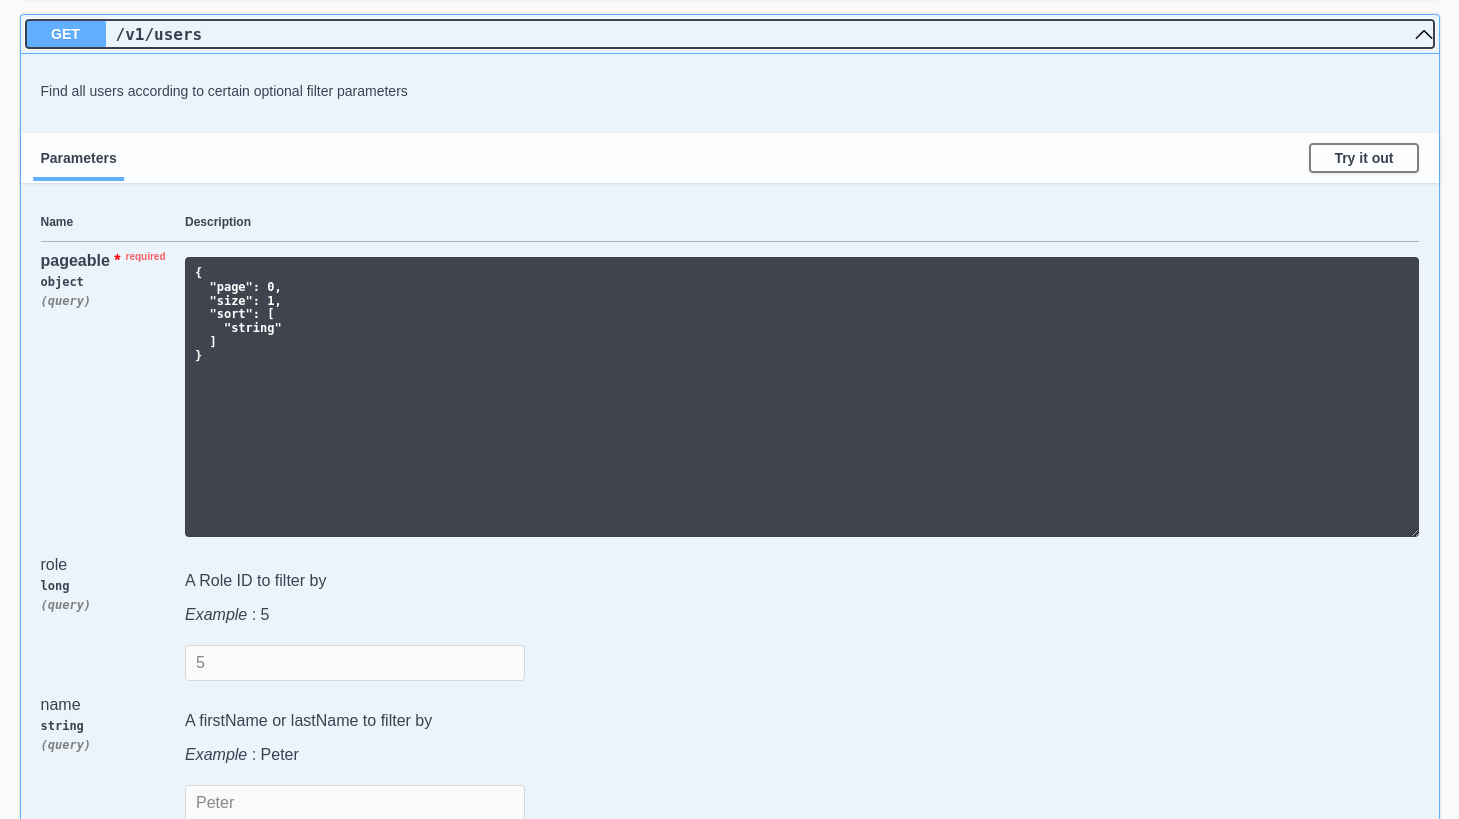 GET /v1/users
Find all users according to certain optional filter parameters
Parameters Try it out
Name Description
pageable * required
object
(query)
{
  "page": 0,
  "size": 1,
  "sort": [
    "string"
  ]
}
role
long
(query)
A Role ID to filter by
Example : 5
5
name
string
(query)
A firstName or lastName to filter by
Example : Peter
Peter